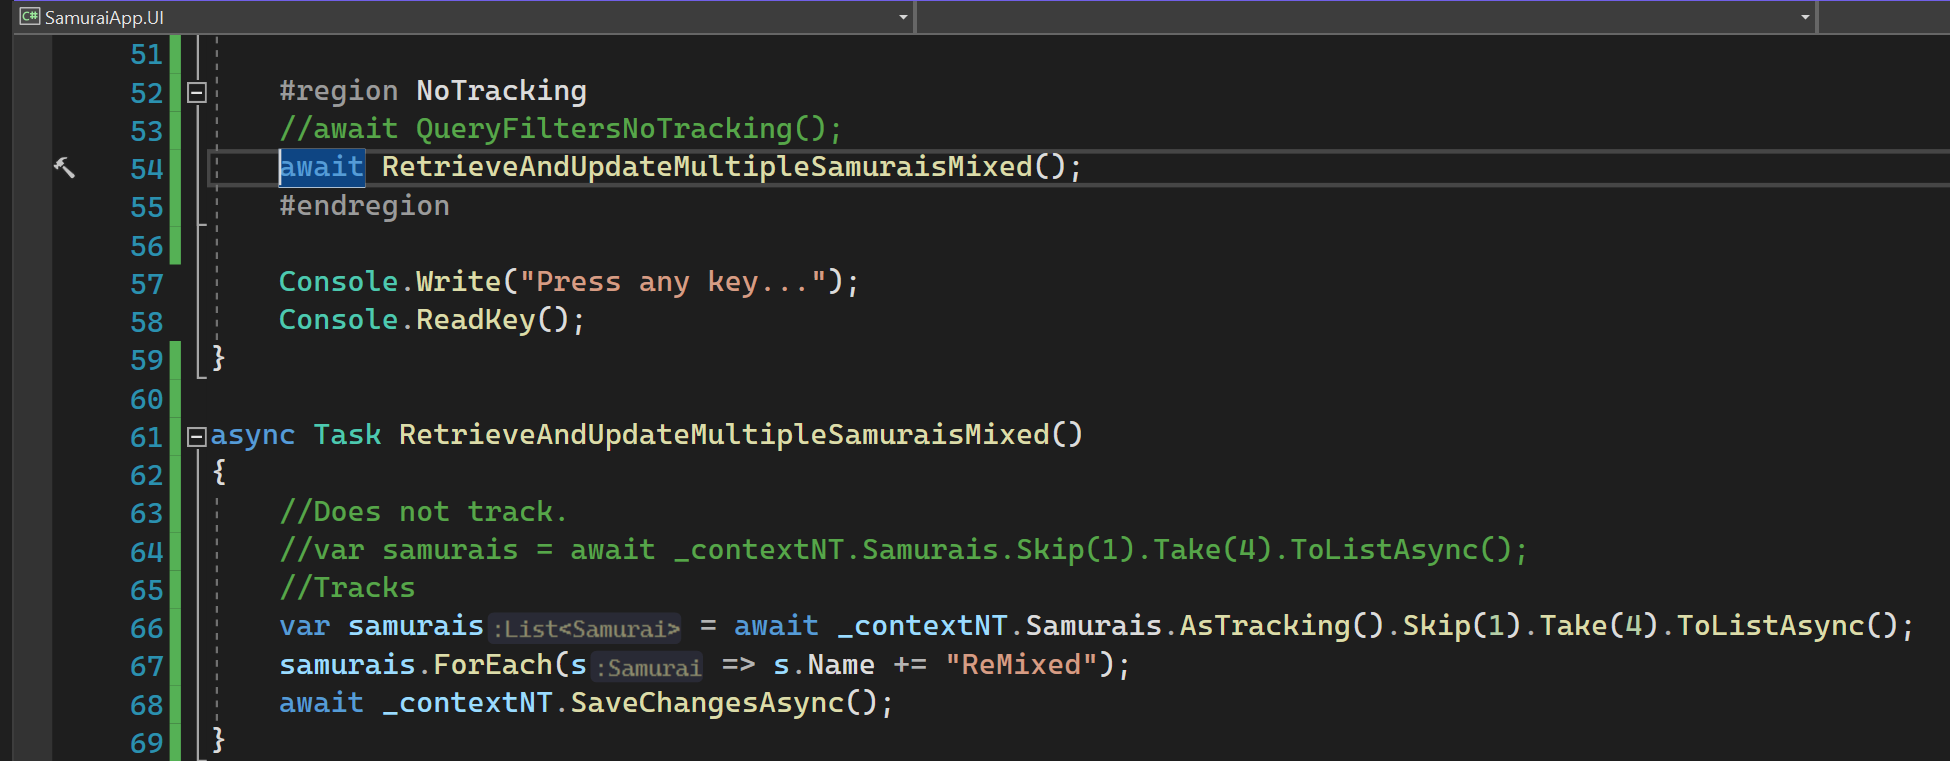 C# SamuraiApp.UI
51
52 #region NoTracking
53 //await QueryFiltersNoTracking();
54 await RetrieveAndUpdateMultipleSamuraisMixed();
55 #endregion
56
57 Console.Write("Press any key...");
58 Console.ReadKey();
59 }
60
61 async Task RetrieveAndUpdateMultipleSamuraisMixed()
62 {
63 //Does not track.
64 //var samurais = await _contextNT.Samurais.Skip(1).Take(4).ToListAsync();
65 //Tracks
66 var samurais :List<Samurai> = await _contextNT.Samurais.AsTracking().Skip(1).Take(4).ToListAsync();
67 samurais.ForEach(s :Samurai => s.Name += "ReMixed");
68 await _contextNT.SaveChangesAsync();
69 }